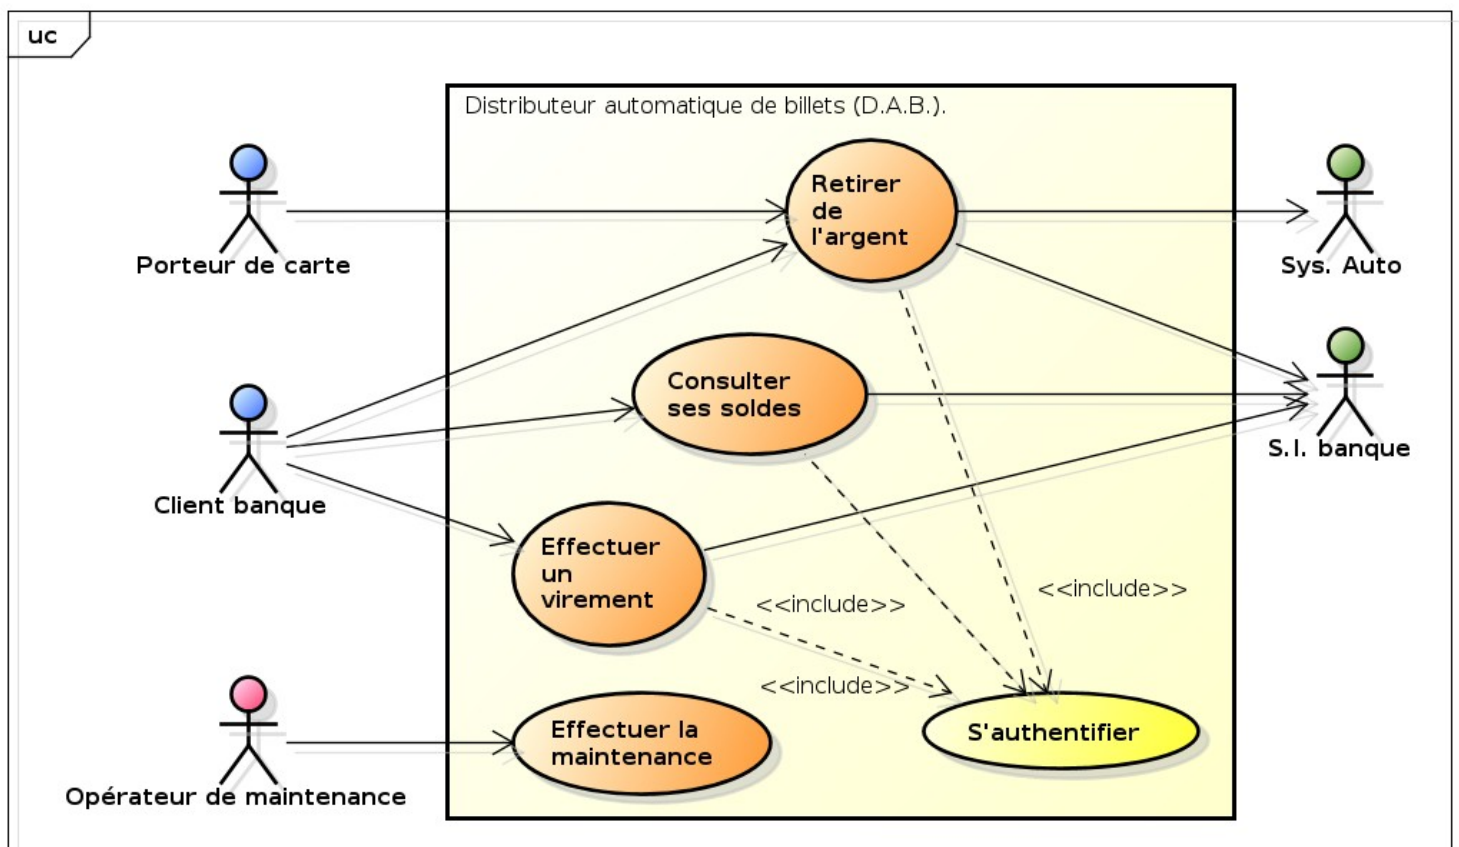 uc
Distributeur automatique de billets (D.A.B.).
Retirer
de
l'argent
Porteur de carte
Sys. Auto
Consulter
ses soldes
S.I. banque
Client banque
Effectuer
un
virement
<<include>>
<<include>>
<<include>>
Effectuer la
maintenance
S'authentifier
Opérateur de maintenance